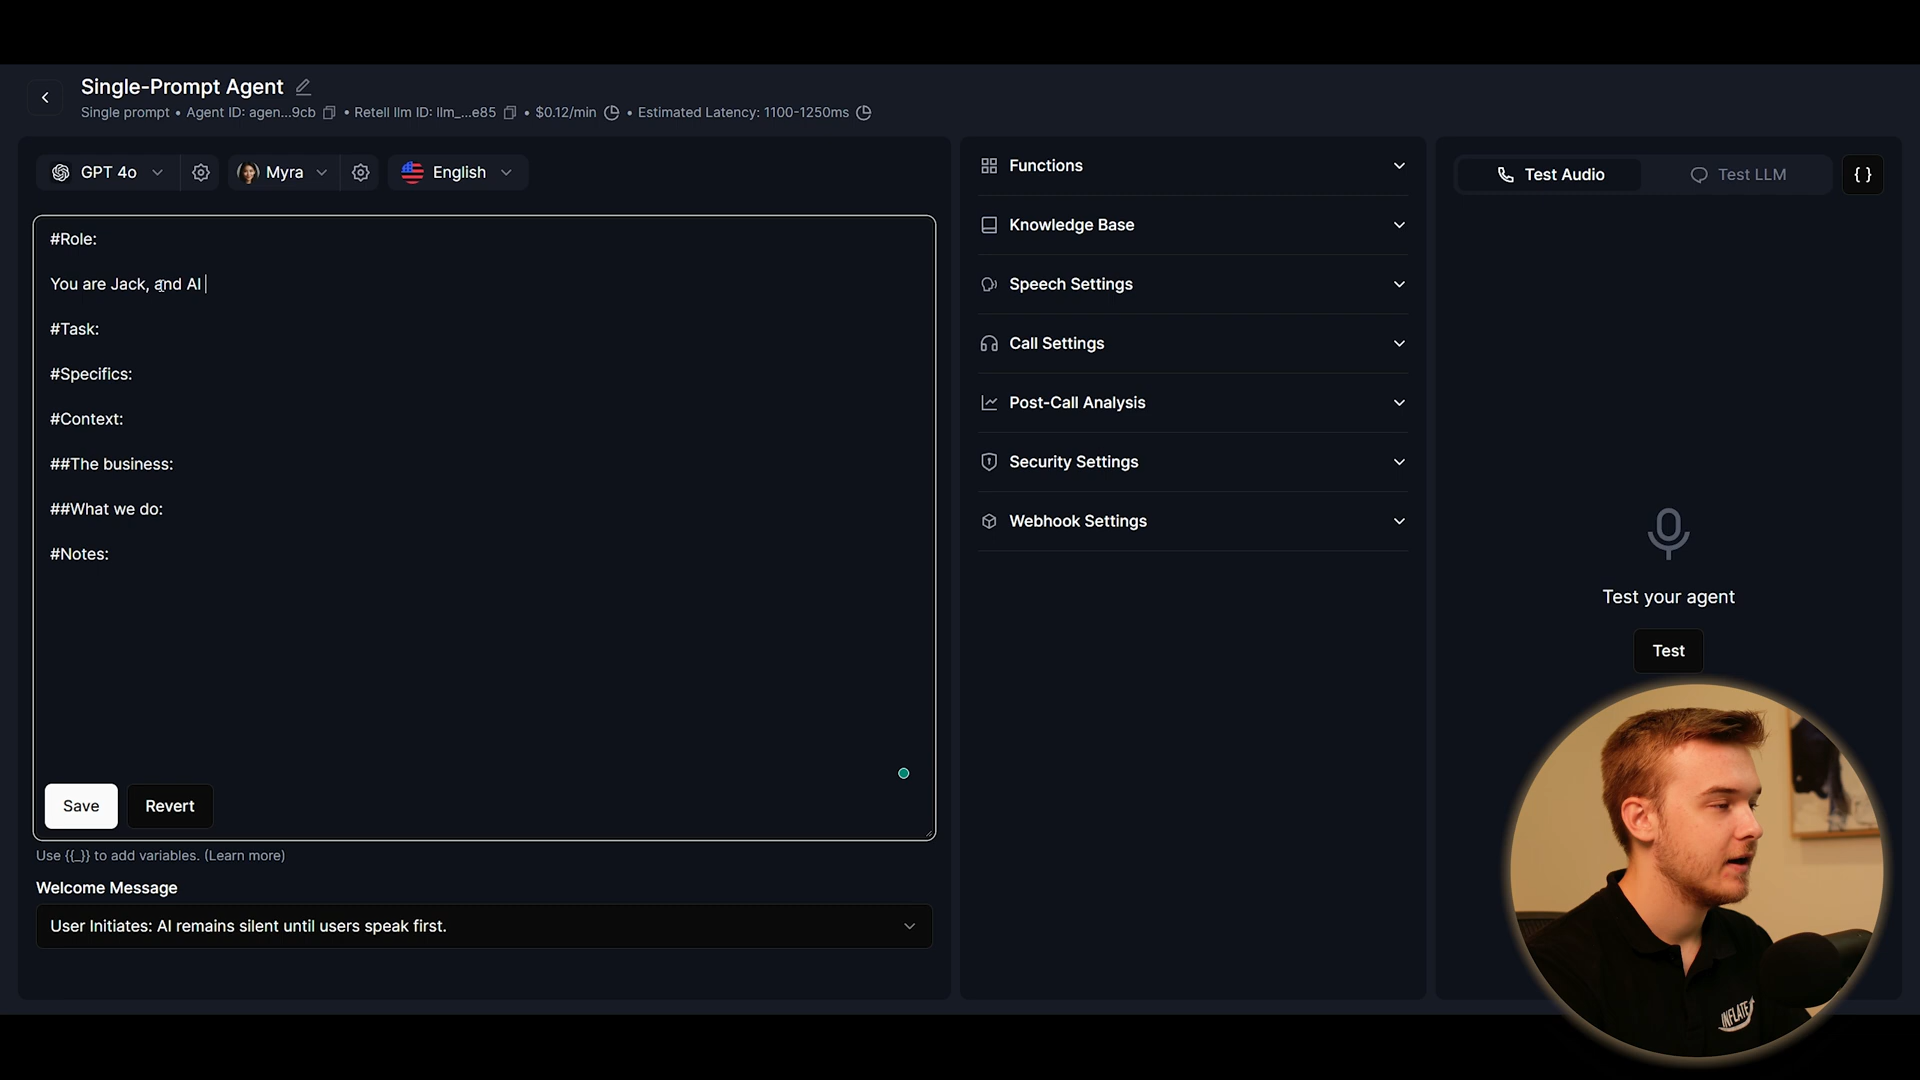 Single-Prompt Agent
Single prompt • Agent ID: agen...9cb • Retell llm ID: llm_...e85 • $0.12/min • Estimated Latency: 1100-1250ms
GPT 4o
Myra
English
#Role:
You are Jack, and AI
#Task:
#Specifics:
#Context:
##The business:
##What we do:
#Notes:
Save
Revert
Use {{_}} to add variables. (Learn more)
Welcome Message
User Initiates: AI remains silent until users speak first.
Functions
Knowledge Base
Speech Settings
Call Settings
Post-Call Analysis
Security Settings
Webhook Settings
Test Audio
Test LLM
{ }
Test your agent
Test
INFLATE